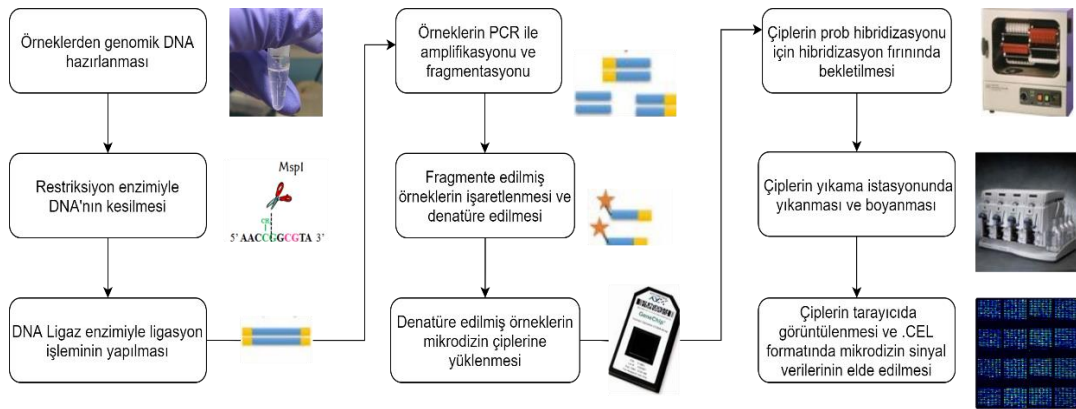 Örneklerden genomik DNA
hazırlanması
Restriksiyon enzimiyle
DNA'nın kesilmesi
MspI
5' AACCGGCGTA 3'
DNA Ligaz enzimiyle ligasyon
işleminin yapılması
Örneklerin PCR ile
amplifikasyonu ve
fragmentasyonu
Fragmente edilmiş
örneklerin işaretlenmesi ve
denatüre edilmesi
Denatüre edilmiş örneklerin
mikrodizin çiplerine
yüklenmesi
GeneChip
Çiplerin prob hibridizasyonu
için hibridizasyon fırınında
bekletilmesi
Çiplerin yıkama istasyonunda
yıkanması ve boyanması
Çiplerin tarayıcıda
görüntülenmesi ve .CEL
formatında mikrodizin sinyal
verilerinin elde edilmesi